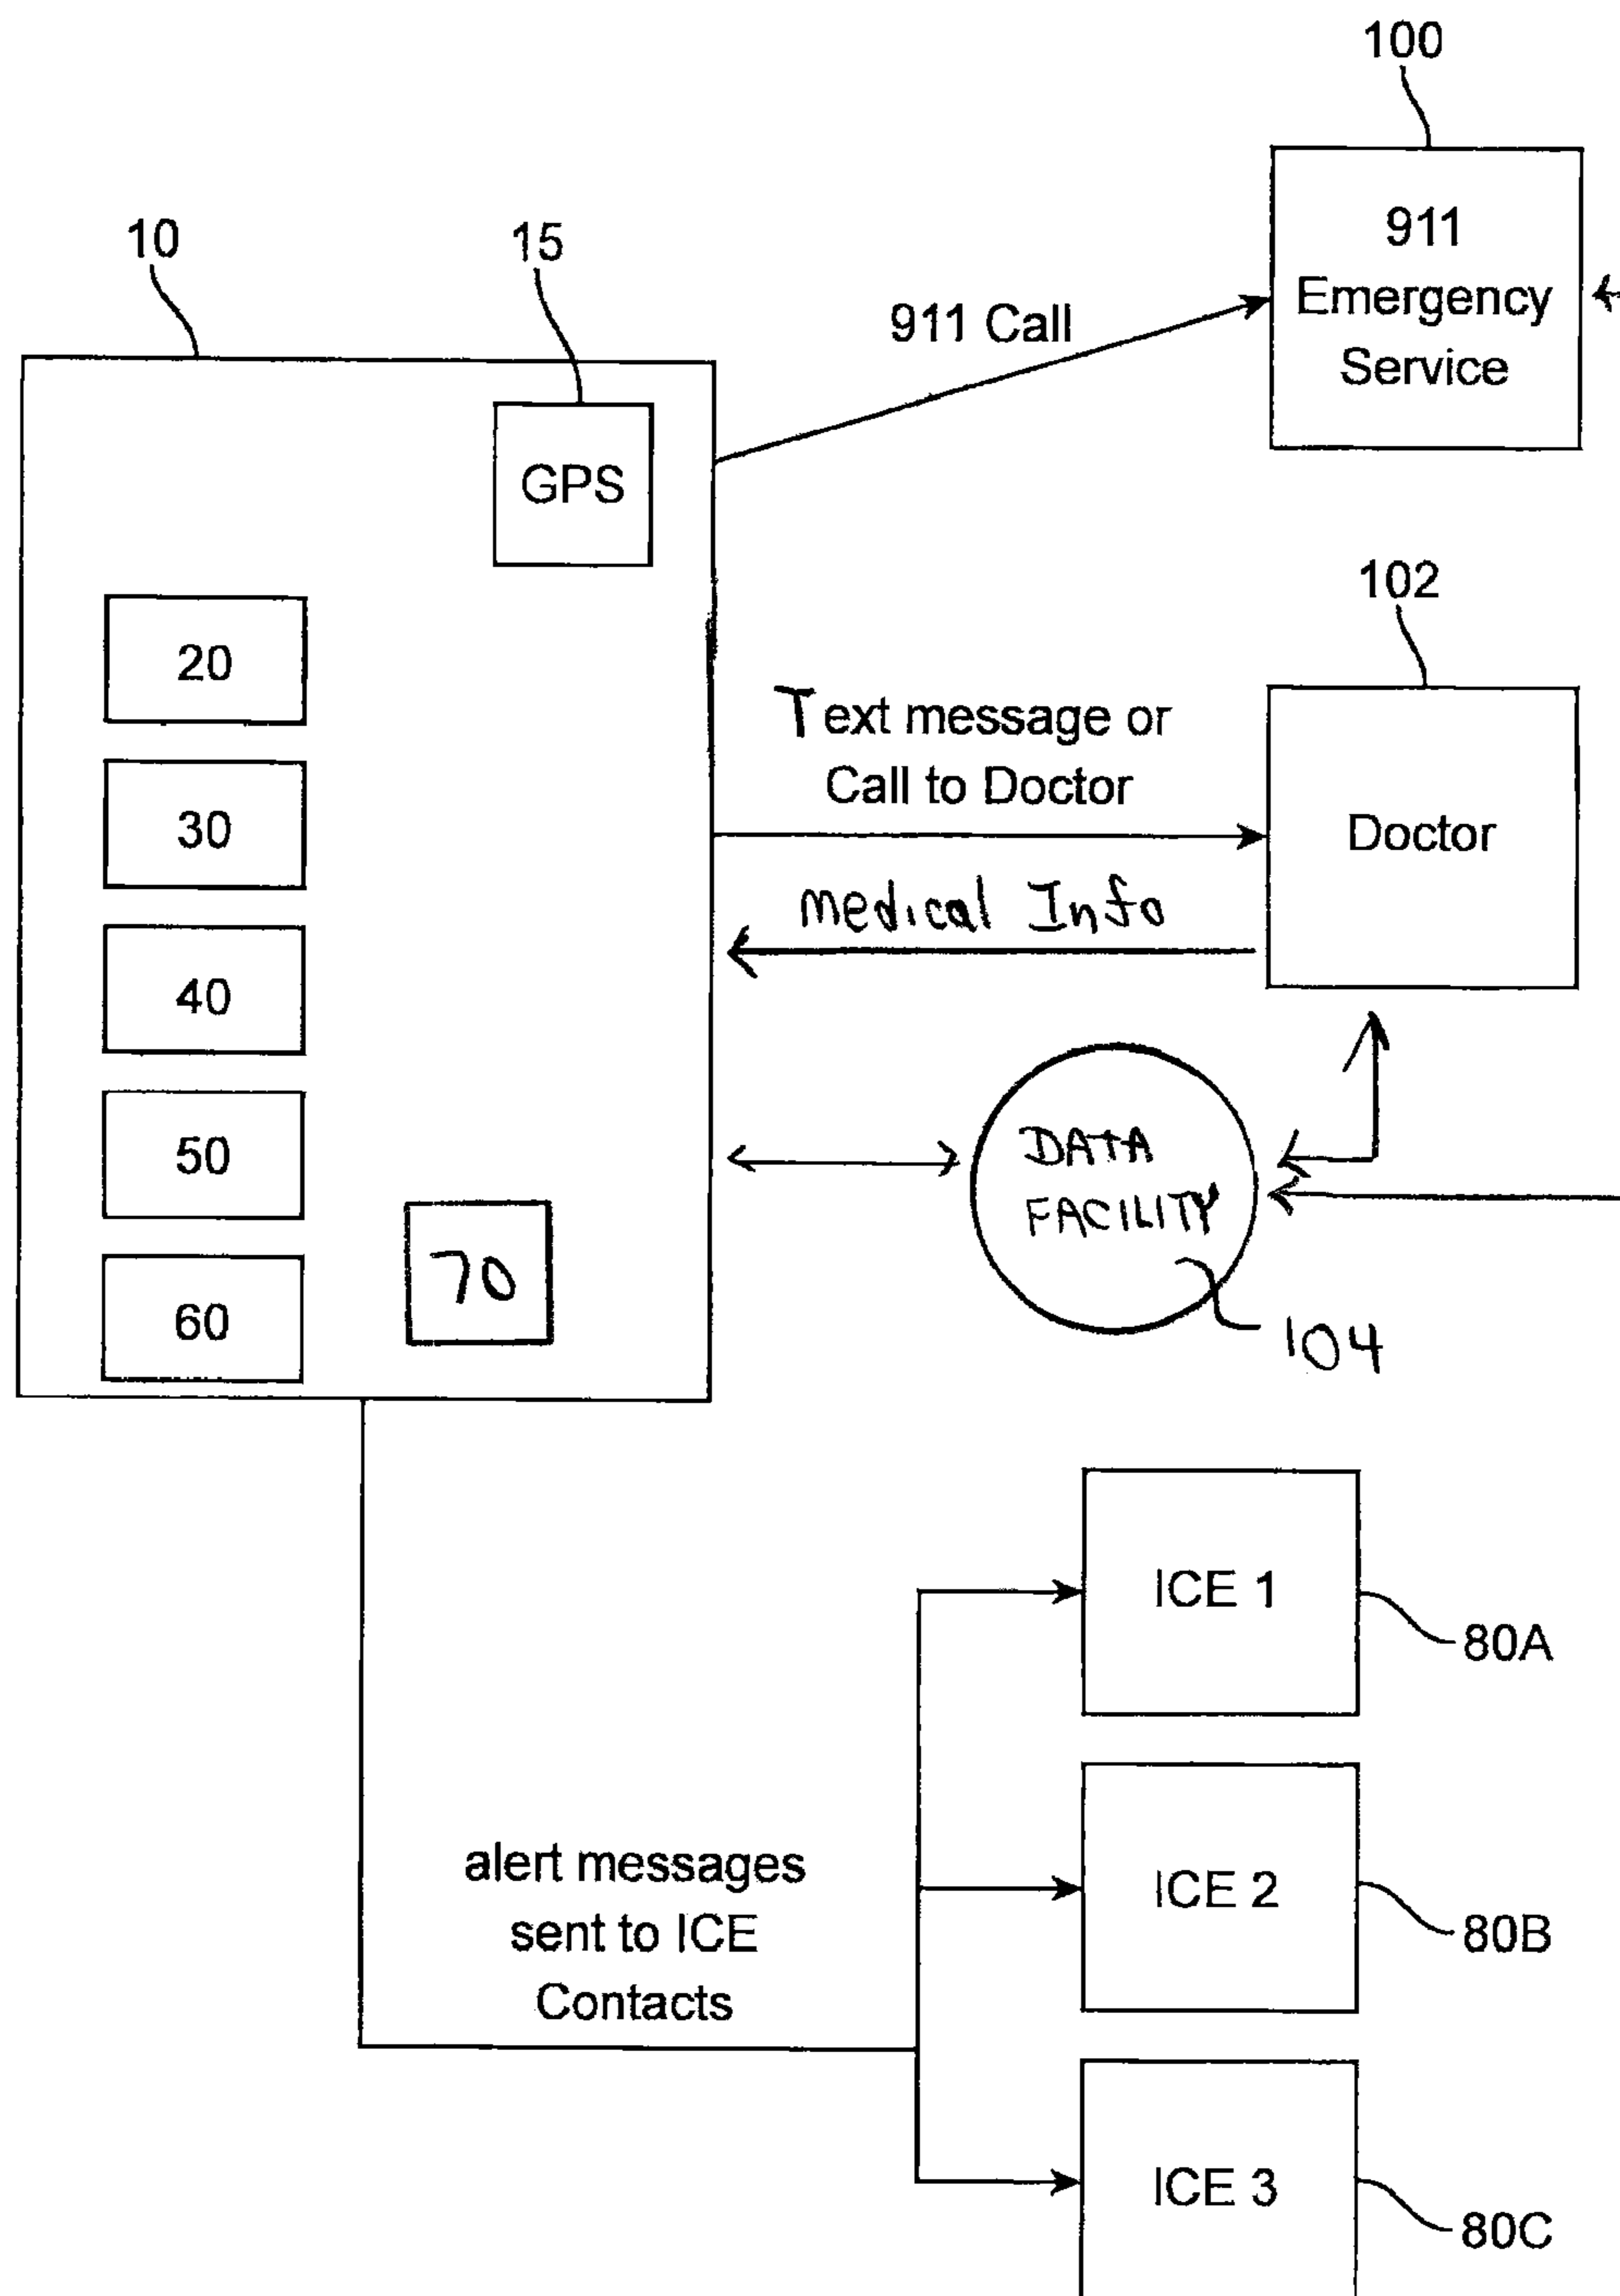 100
911
Emergency
Service
10
15
911 Call
GPS
102
20
Text message or
Call to Doctor
30
Doctor
medical Info
40
50
DATA
FACILITY
70
60
104
ICE 1
80A
alert messages
sent to ICE
Contacts
ICE 2
80B
ICE 3
80C